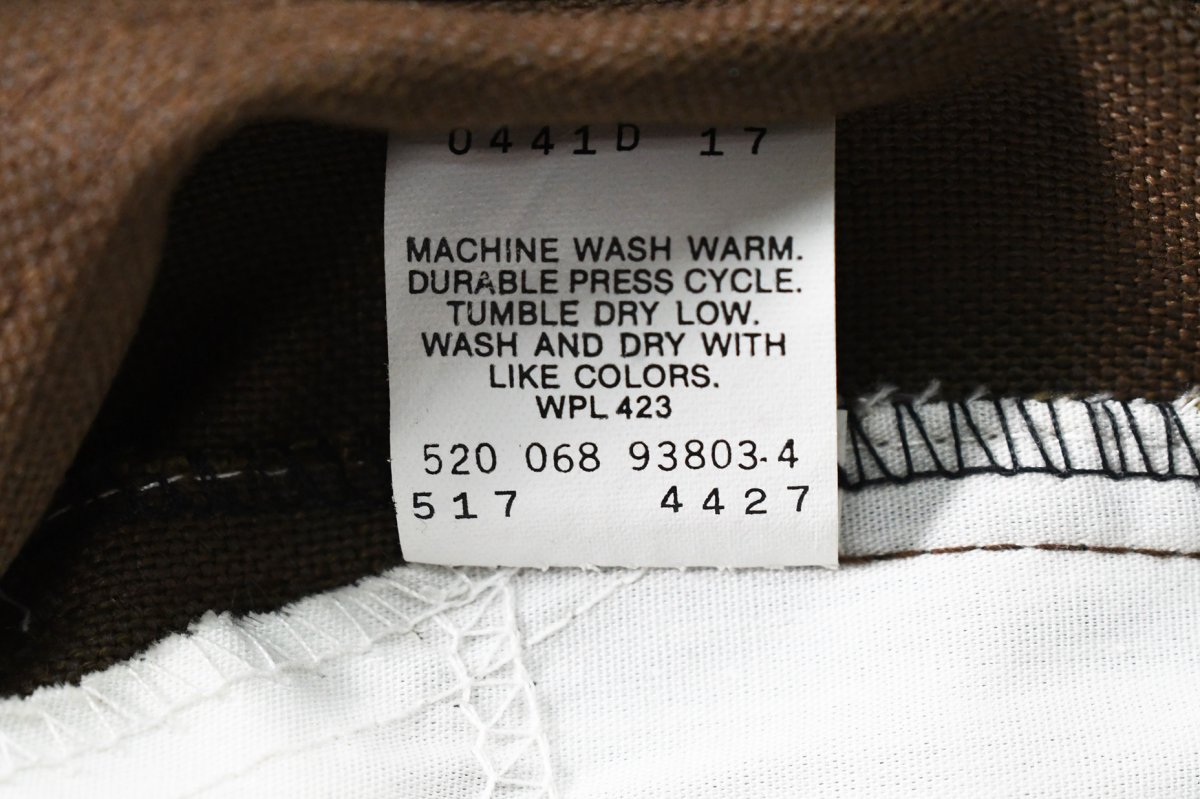 0441D 17
MACHINE WASH WARM.
DURABLE PRESS CYCLE.
TUMBLE DRY LOW.
WASH AND DRY WITH
LIKE COLORS.
WPL 423
520 068 93803-4
517 4427